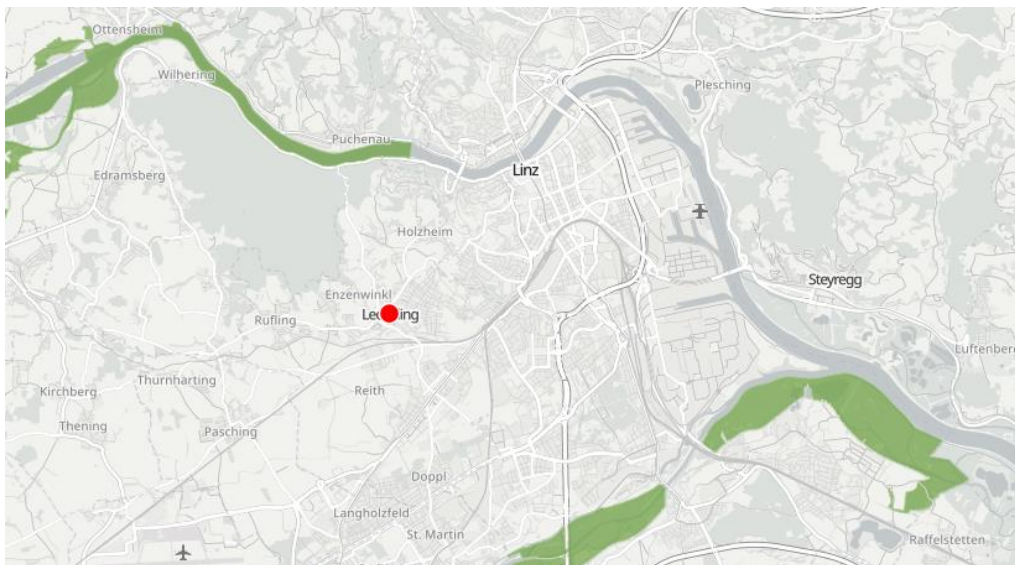 Ottensheim
Wilhering
Plesching
Puchenau
Linz
Edramsberg
Holzheim
Steyregg
Enzenwinkl
Rufling
Luftenberg
Thurnharting
Reith
Kirchberg
Thening
Pasching
Doppl
Langholzfeld
St. Martin
Raffelstetten